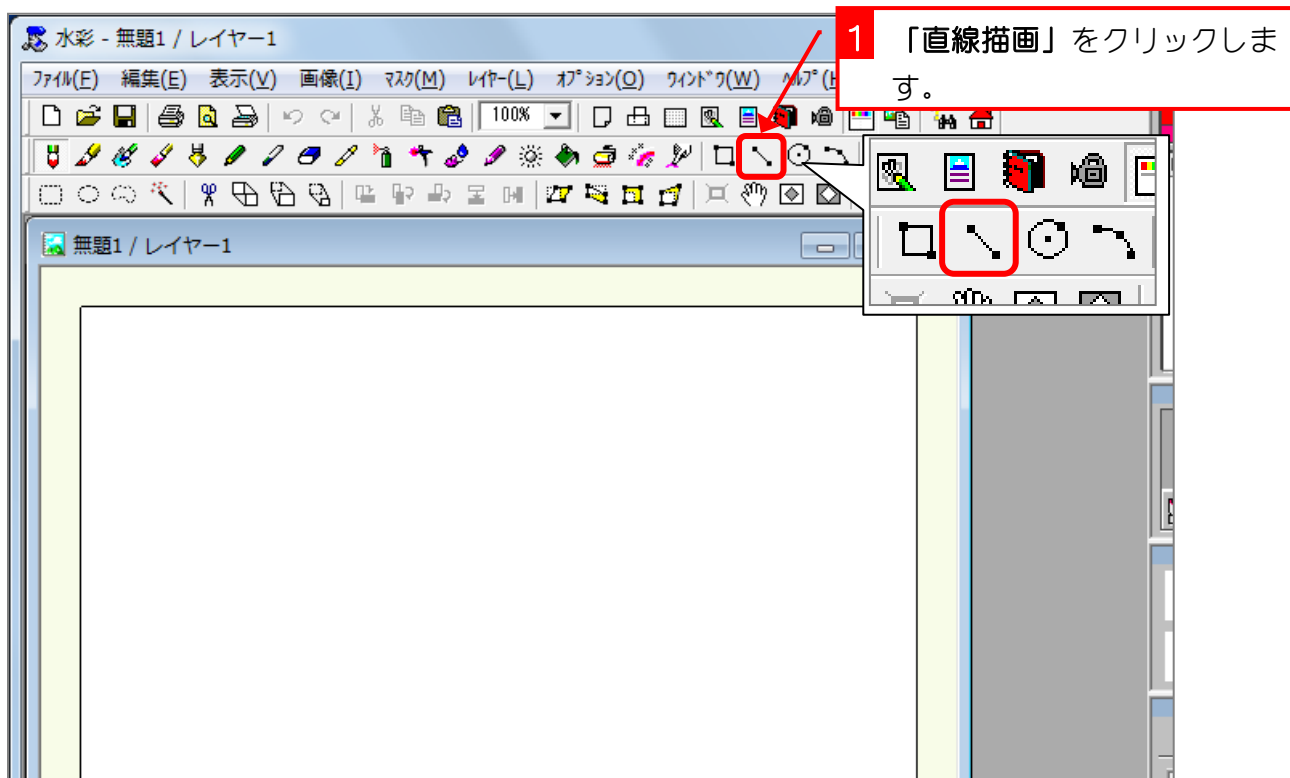 水彩 - 無題1 / レイヤー1
1
「直線描画」をクリックしま
す。
ﾌｧｲﾙ(F) 編集(E) 表示(V) 画像(I) ﾏｽｸ(M) ﾚｲﾔｰ(L) ｵﾌﾟｼｮﾝ(O) ｳｨﾝﾄﾞｳ(W) ﾍﾙﾌﾟ(H
100%
無題1 / レイヤー1